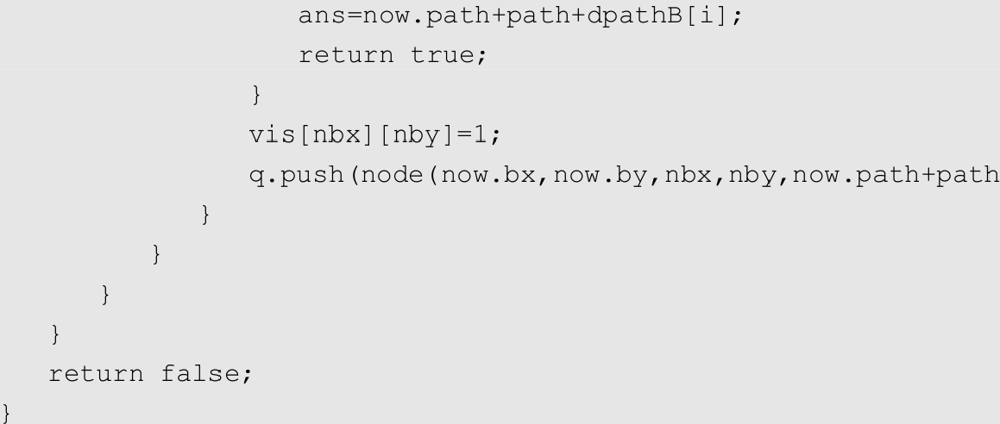 ans=now.path+path+dpathB[i];
return true;
}
vis[nbx][nby]=1;
q.push(node(now.bx,now.by,nbx,nby,now.path+path
}
}
}
}
return false;
}